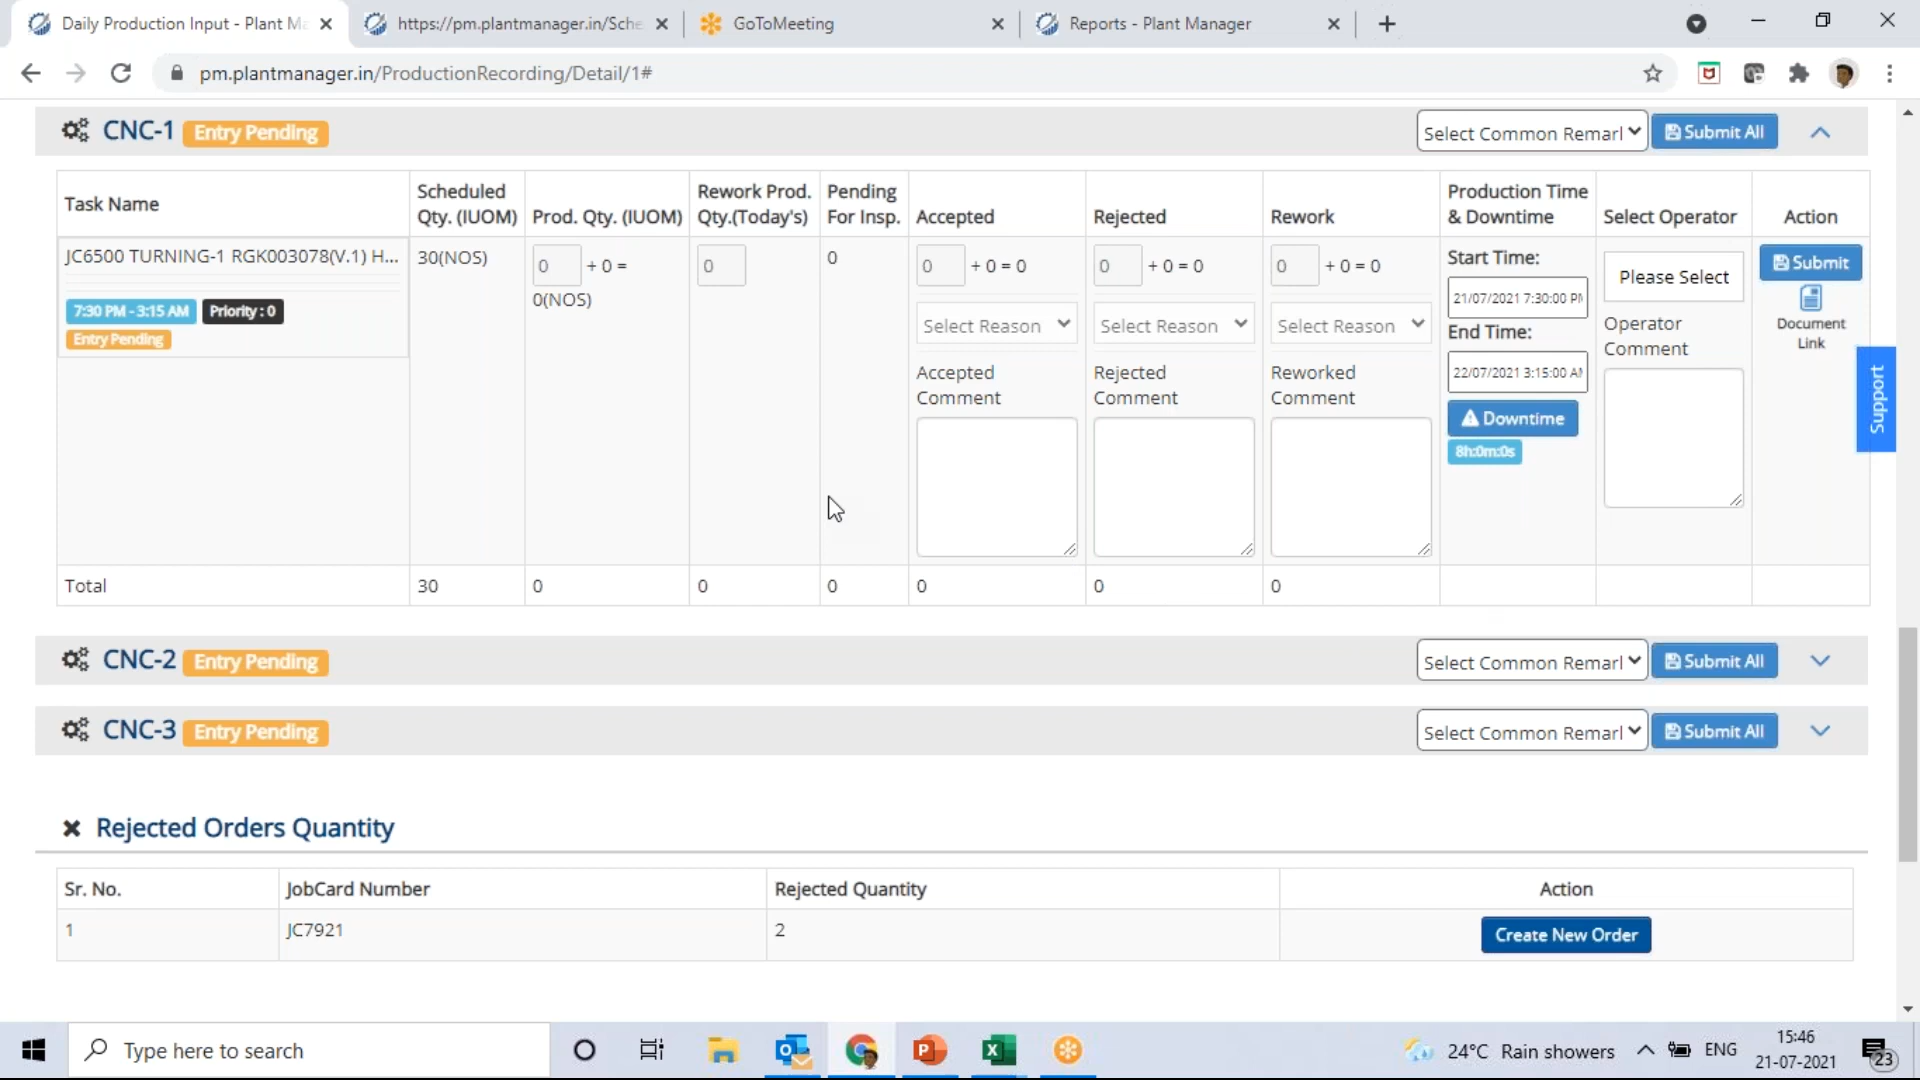 Daily Production Input - Plant Ma
https://pm.plantmanager.in/Sche
GoToMeeting
Reports - Plant Manager
pm.plantmanager.in/ProductionRecording/Detail/1#
CNC-1 Entry Pending
Select Common Remarl
Submit All
Task Name
Scheduled Qty. (IUOM)
Prod. Qty. (IUOM)
Rework Prod. Qty.(Today's)
Pending For Insp.
Accepted
Rejected
Rework
Production Time & Downtime
Select Operator
Action
JC6500 TURNING-1 RGK003078(V.1) H...
7:30 PM - 3:15 AM
Priority : 0
Entry Pending
30(NOS)
0 + 0 =
0(NOS)
0
0
0 + 0 = 0
Select Reason
Accepted
Comment
0 + 0 = 0
Select Reason
Rejected
Comment
0 + 0 = 0
Select Reason
Reworked
Comment
Start Time:
21/07/2021 7:30:00 PM
End Time:
22/07/2021 3:15:00 AM
Downtime
8h:0m:0s
Please Select
Operator
Comment
Submit
Document
Link
Support
Total 30 0 0 0 0 0 0
CNC-2 Entry Pending
Select Common Remarl
Submit All
CNC-3 Entry Pending
Select Common Remarl
Submit All
Rejected Orders Quantity
Sr. No. JobCard Number Rejected Quantity Action
1 JC7921 2 Create New Order
Type here to search
24°C Rain showers
ENG
15:46
21-07-2021
23